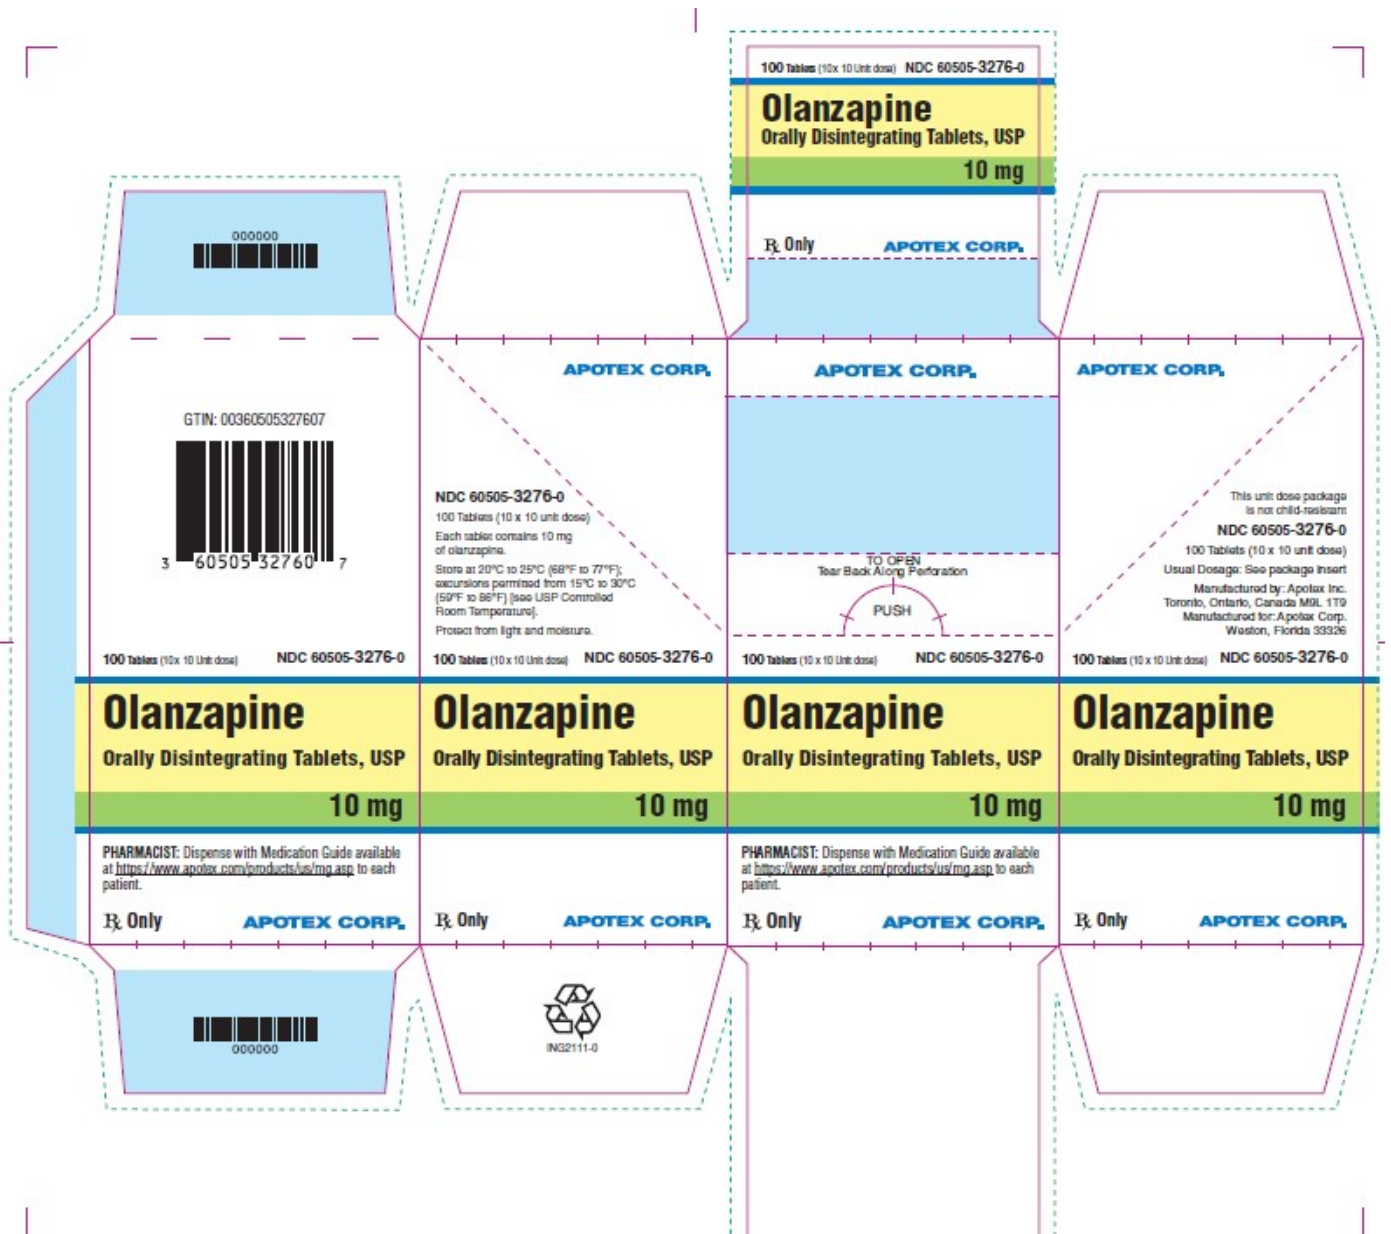 100 Tablets (10x 10 Unit dose) NDC 60505-3276-0
Olanzapine
Orally Disintegrating Tablets, USP
10 mg
℞ Only APOTEX CORP.
000000
GTIN: 00360505327607
3 60505 32760 7
100 Tablets (10x 10 Unit dose) NDC 60505-3276-0
Olanzapine
Orally Disintegrating Tablets, USP
10 mg
PHARMACIST: Dispense with Medication Guide available
at https://www.apotex.com/products/us/mg.asp to each
patient.
℞ Only APOTEX CORP.
000000
APOTEX CORP.
NDC 60505-3276-0
100 Tablets (10 x 10 unit dose)
Each tablet contains 10 mg
of olanzapine.
Store at 20°C to 25°C (68°F to 77°F);
excursions permitted from 15°C to 30°C
(59°F to 86°F) [see USP Controlled
Room Temperature].
Protect from light and moisture.
100 Tablets (10 x 10 Unit dose) NDC 60505-3276-0
Olanzapine
Orally Disintegrating Tablets, USP
10 mg
℞ Only APOTEX CORP.
ING2111-0
APOTEX CORP.
TO OPEN
Tear Back Along Perforation
PUSH
100 Tablets (10 x 10 Unit dose) NDC 60505-3276-0
Olanzapine
Orally Disintegrating Tablets, USP
10 mg
PHARMACIST: Dispense with Medication Guide available
at https://www.apotex.com/products/us/mg.asp to each
patient.
℞ Only APOTEX CORP.
APOTEX CORP.
This unit dose package
is not child-resistant
NDC 60505-3276-0
100 Tablets (10 x 10 unit dose)
Usual Dosage: See package insert
Manufactured by: Apotex Inc.
Toronto, Ontario, Canada M9L 1T9
Manufactured for: Apotex Corp.
Weston, Florida 33326
100 Tablets (10 x 10 Unit dose) NDC 60505-3276-0
Olanzapine
Orally Disintegrating Tablets, USP
10 mg
℞ Only APOTEX CORP.